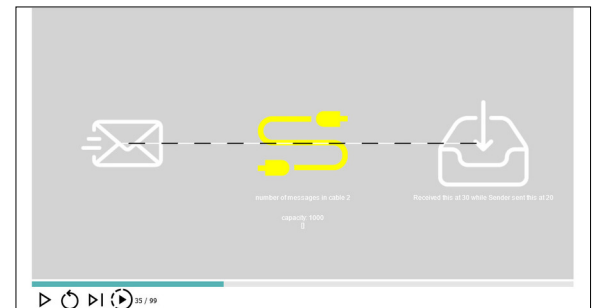 number of messages in cable 2
Received this at 30 while Sender sent this at 29
capacity: 1000
[]
35 / 99